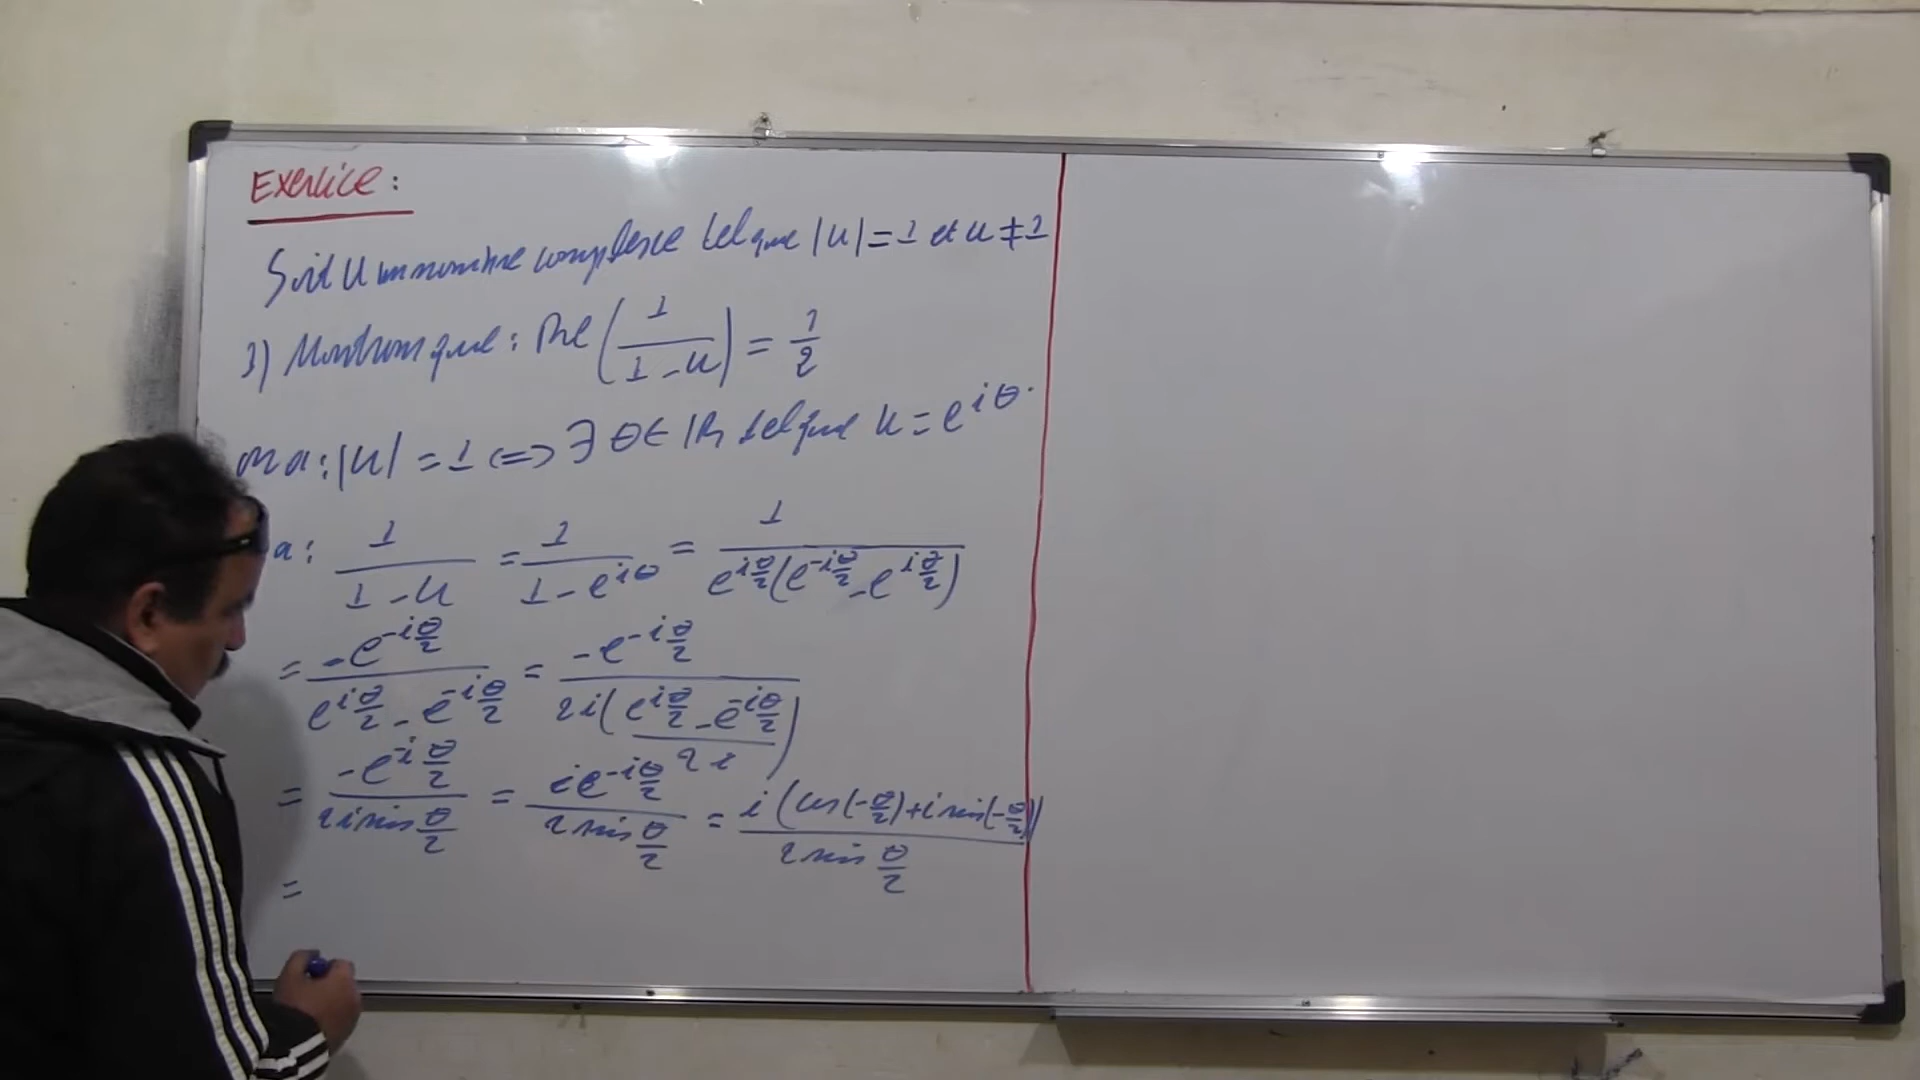 Exercice :
Soit u un nombre complexe tel que |u| = 1 et u ≠ 1
1) Montrons que : Re(1/(1-u)) = 1/2
on a : |u| = 1 ⟺ ∃ θ ∈ IR tel que u = e^{iθ}.
a : 1/(1-u) = 1/(1-e^{iθ}) = 1/(e^{iθ/2}(e^{-iθ/2} - e^{iθ/2}))
= -e^{-iθ/2}/(e^{iθ/2} - e^{-iθ/2}) = -e^{-iθ/2}/(2i((e^{iθ/2} - e^{-iθ/2})/2i))
= -e^{-iθ/2}/(2i sin θ/2) = ie^{-iθ/2}/(2 sin θ/2) = i(cos(-θ/2) + i sin(-θ/2))/(2 sin θ/2)
=